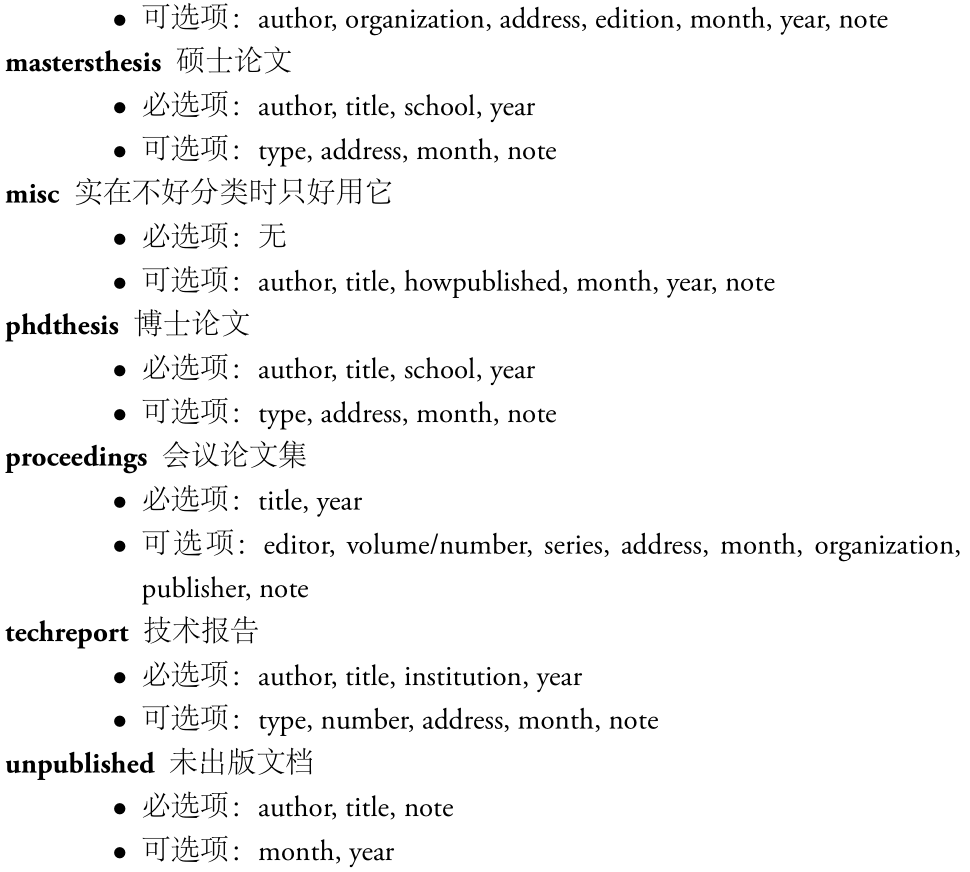 • 可选项：author, organization, address, edition, month, year, note
mastersthesis 硕士论文
• 必选项：author, title, school, year
• 可选项：type, address, month, note
misc 实在不好分类时只好用它
• 必选项：无
• 可选项：author, title, howpublished, month, year, note
phdthesis 博士论文
• 必选项：author, title, school, year
• 可选项：type, address, month, note
proceedings 会议论文集
• 必选项：title, year
• 可选项：editor, volume/number, series, address, month, organization,
publisher, note
techreport 技术报告
• 必选项：author, title, institution, year
• 可选项：type, number, address, month, note
unpublished 未出版文档
• 必选项：author, title, note
• 可选项：month, year